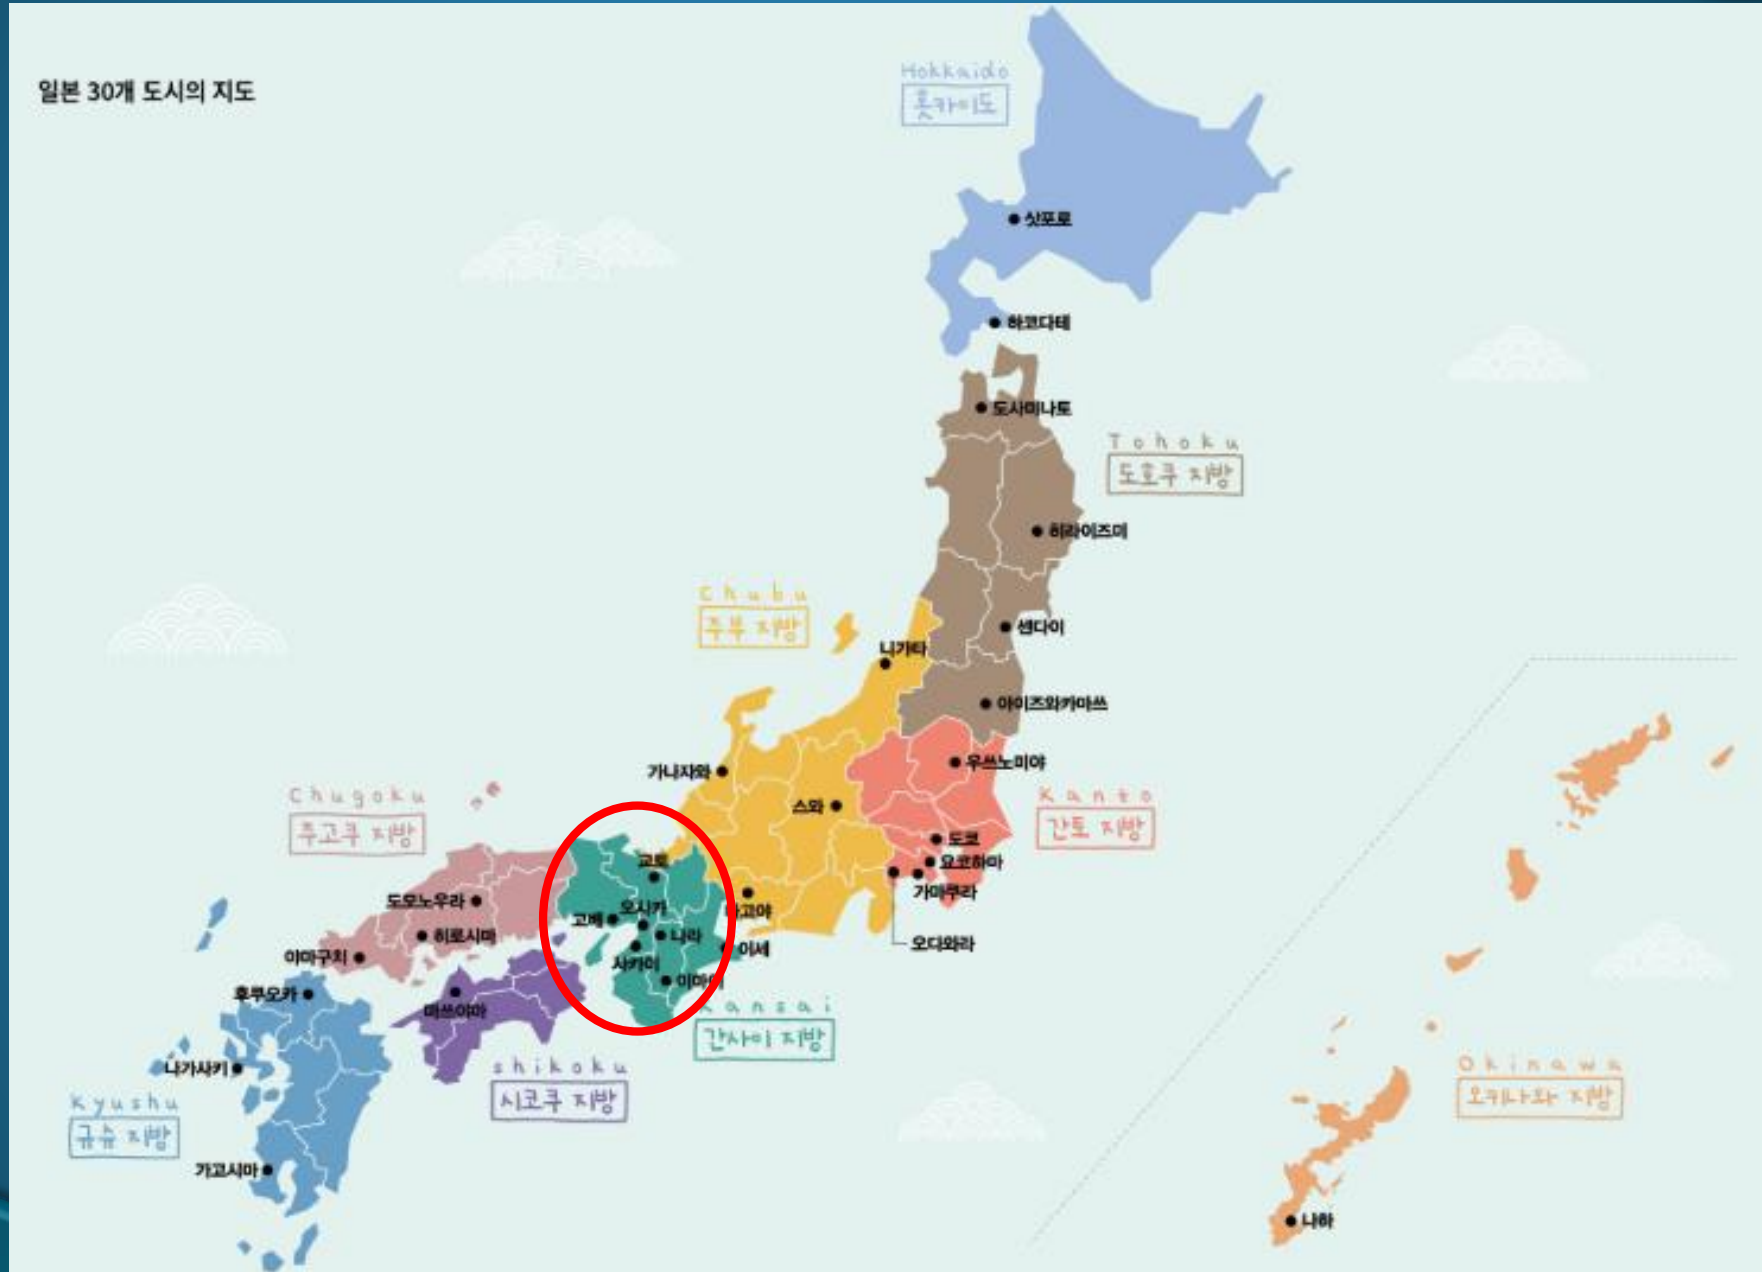 일본 30개 도시의 지도
Hokkaido
홋카이도
삿포로
하코다테
도사미나토
Tohoku
도호쿠 지방
히라이즈미
센다이
아이즈와카마쓰
Chubu
주부 지방
니가타
가나자와
스와
나고야
우쓰노미야
Kanto
간토 지방
도쿄
요코하마
가마쿠라
오다와라
Chugoku
주고쿠 지방
도모노우라
히로시마
야마구치
교토
오사카
고베
나라
사카이
이마이
이세
Kansai
간사이 지방
마쓰야마
shikoku
시코쿠 지방
후쿠오카
나가사키
Kyushu
규슈 지방
가고시마
Okinawa
오키나와 지방
나하